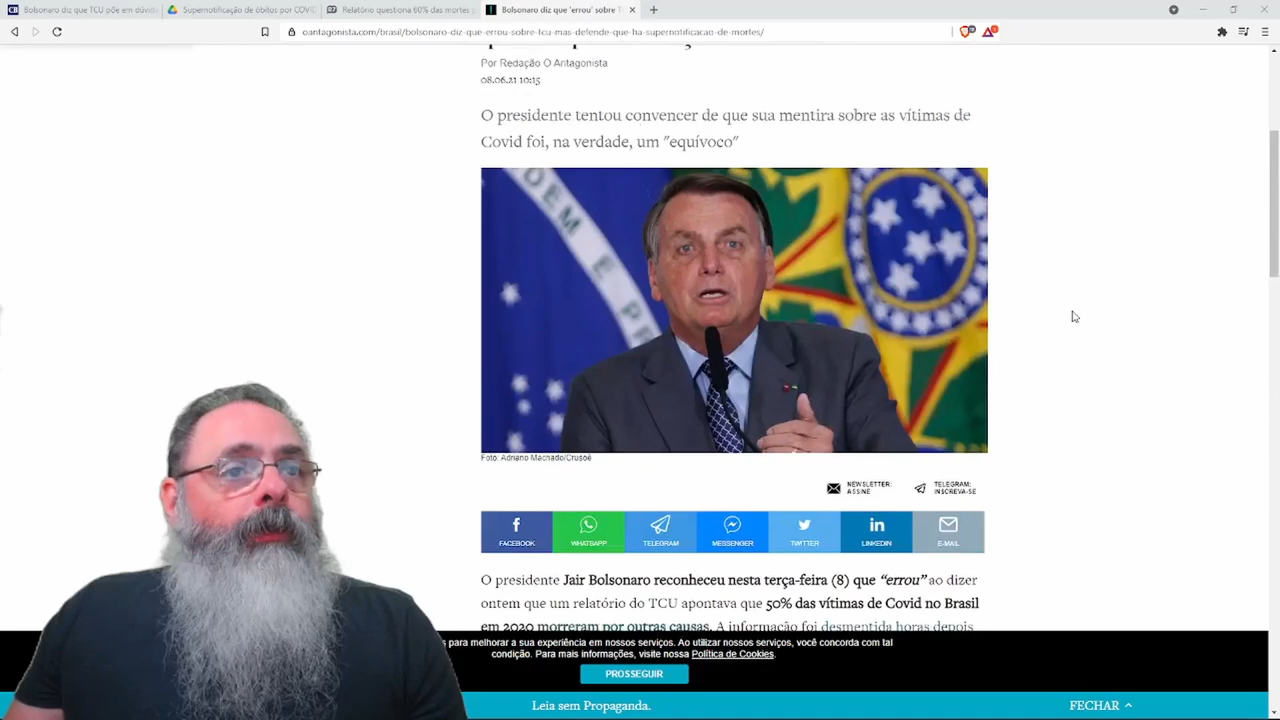 Bolsonaro diz que TCU põe em dúvida
Supernotificação de óbitos por COVID
Relatório questiona 60% das mortes p
Bolsonaro diz que 'errou' sobre T
oantagonista.com/brasil/bolsonaro-diz-que-errou-sobre-tcu-mas-defende-que-ha-supernotificacao-de-mortes/
Por Redação O Antagonista
08.06.21 10:15
O presidente tentou convencer de que sua mentira sobre as vítimas de
Covid foi, na verdade, um "equívoco"
DEM E P
Foto: Adriano Machado/Crusoé
NEWSLETTER:
ASSINE
TELEGRAM:
INSCREVA-SE
FACEBOOK
WHATSAPP
TELEGRAM
MESSENGER
TWITTER
LINKEDIN
E-MAIL
O presidente Jair Bolsonaro reconheceu nesta terça-feira (8) que "errou" ao dizer
ontem que um relatório do TCU apontava que 50% das vítimas de Covid no Brasil
em 2020 morreram por outras causas. A informação foi desmentida horas depois
s para melhorar a sua experiência em nossos serviços. Ao utilizar nossos serviços, você concorda com tal
condição. Para mais informações, visite nossa Política de Cookies.
PROSSEGUIR
Leia sem Propaganda.
FECHAR